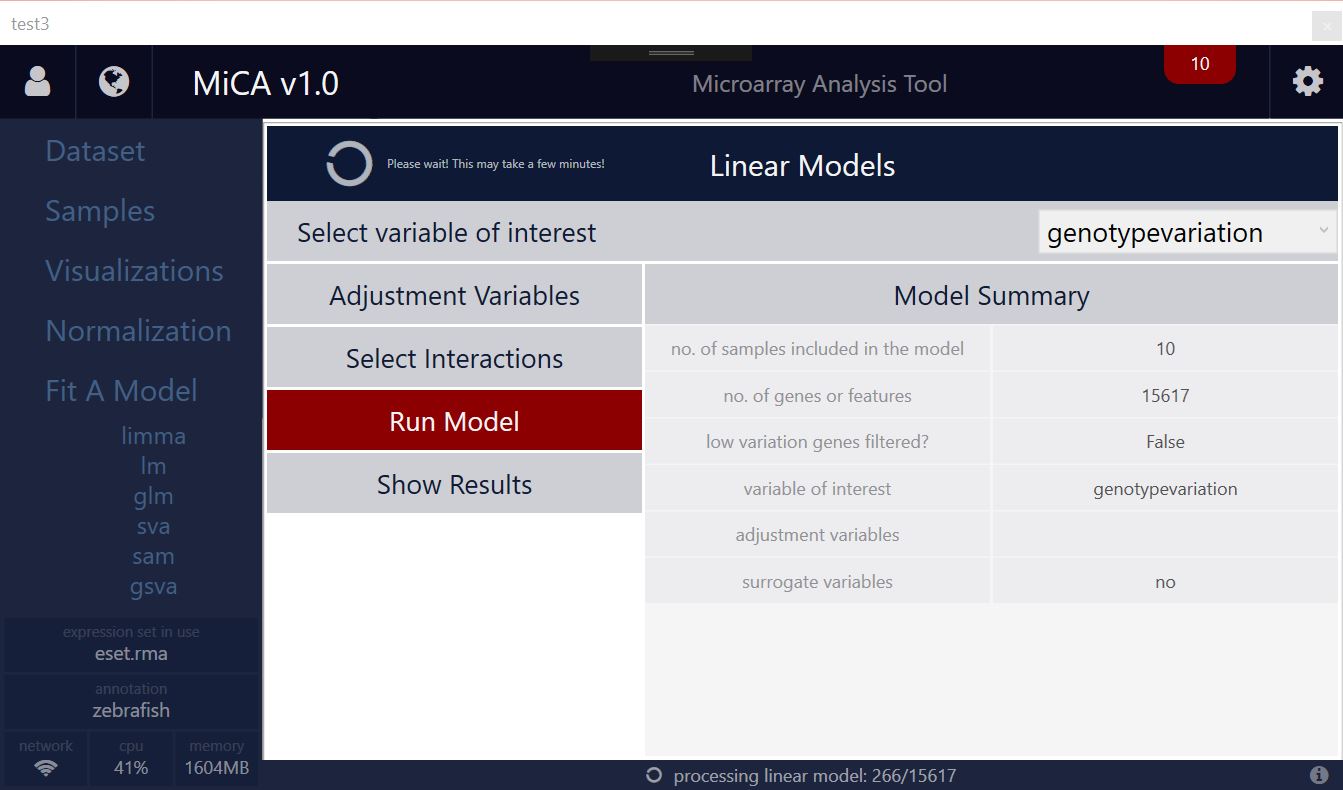 test3
MiCA v1.0
Microarray Analysis Tool
10
Dataset
Samples
Visualizations
Normalization
Fit A Model
limma
lm
glm
sva
sam
gsva
expression set in use
eset.rma
annotation
zebrafish
network cpu memory
41% 1604MB
Please wait! This may take a few minutes!
Linear Models
Select variable of interest
genotypevariation
Adjustment Variables
Select Interactions
Run Model
Show Results
Model Summary
no. of samples included in the model 10
no. of genes or features 15617
low variation genes filtered? False
variable of interest genotypevariation
adjustment variables
surrogate variables no
processing linear model: 266/15617